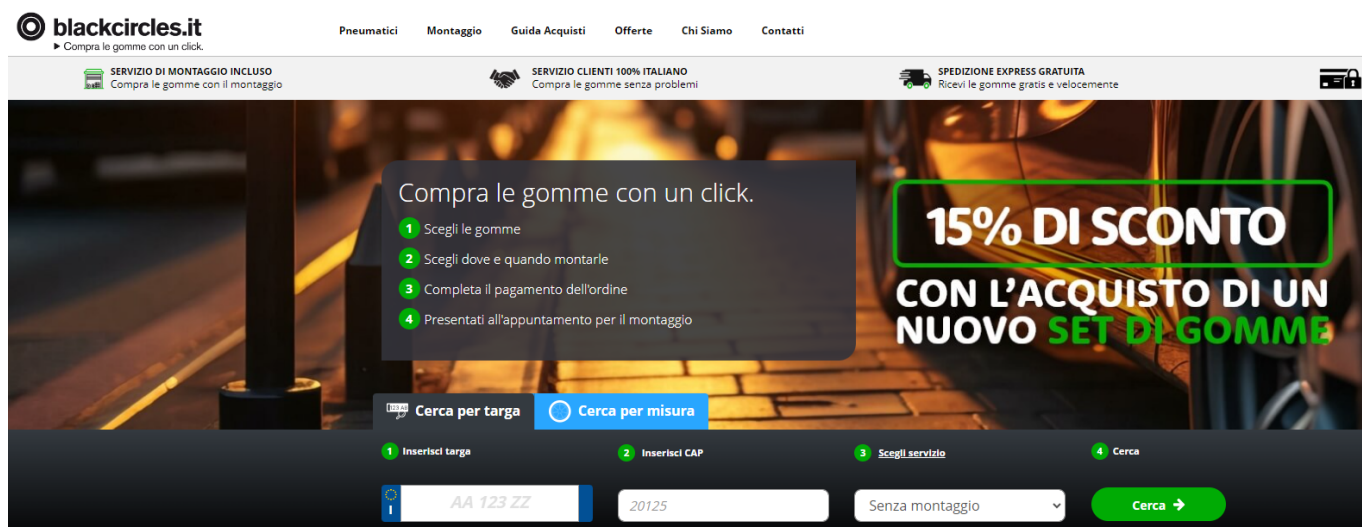 blackcircles.it
Compra le gomme con un click.
Pneumatici Montaggio Guida Acquisti Offerte Chi Siamo Contatti
SERVIZIO DI MONTAGGIO INCLUSO
Compra le gomme con il montaggio
SERVIZIO CLIENTI 100% ITALIANO
Compra le gomme senza problemi
SPEDIZIONE EXPRESS GRATUITA
Ricevi le gomme gratis e velocemente
Compra le gomme con un click.
1 Scegli le gomme
2 Scegli dove e quando montarle
3 Completa il pagamento dell'ordine
4 Presentati all'appuntamento per il montaggio
15% DI SCONTO
CON L'ACQUISTO DI UN
NUOVO SET DI GOMME
Cerca per targa Cerca per misura
1 Inserisci targa 2 Inserisci CAP 3 Scegli servizio 4 Cerca
I AA 123 ZZ 20125 Senza montaggio Cerca